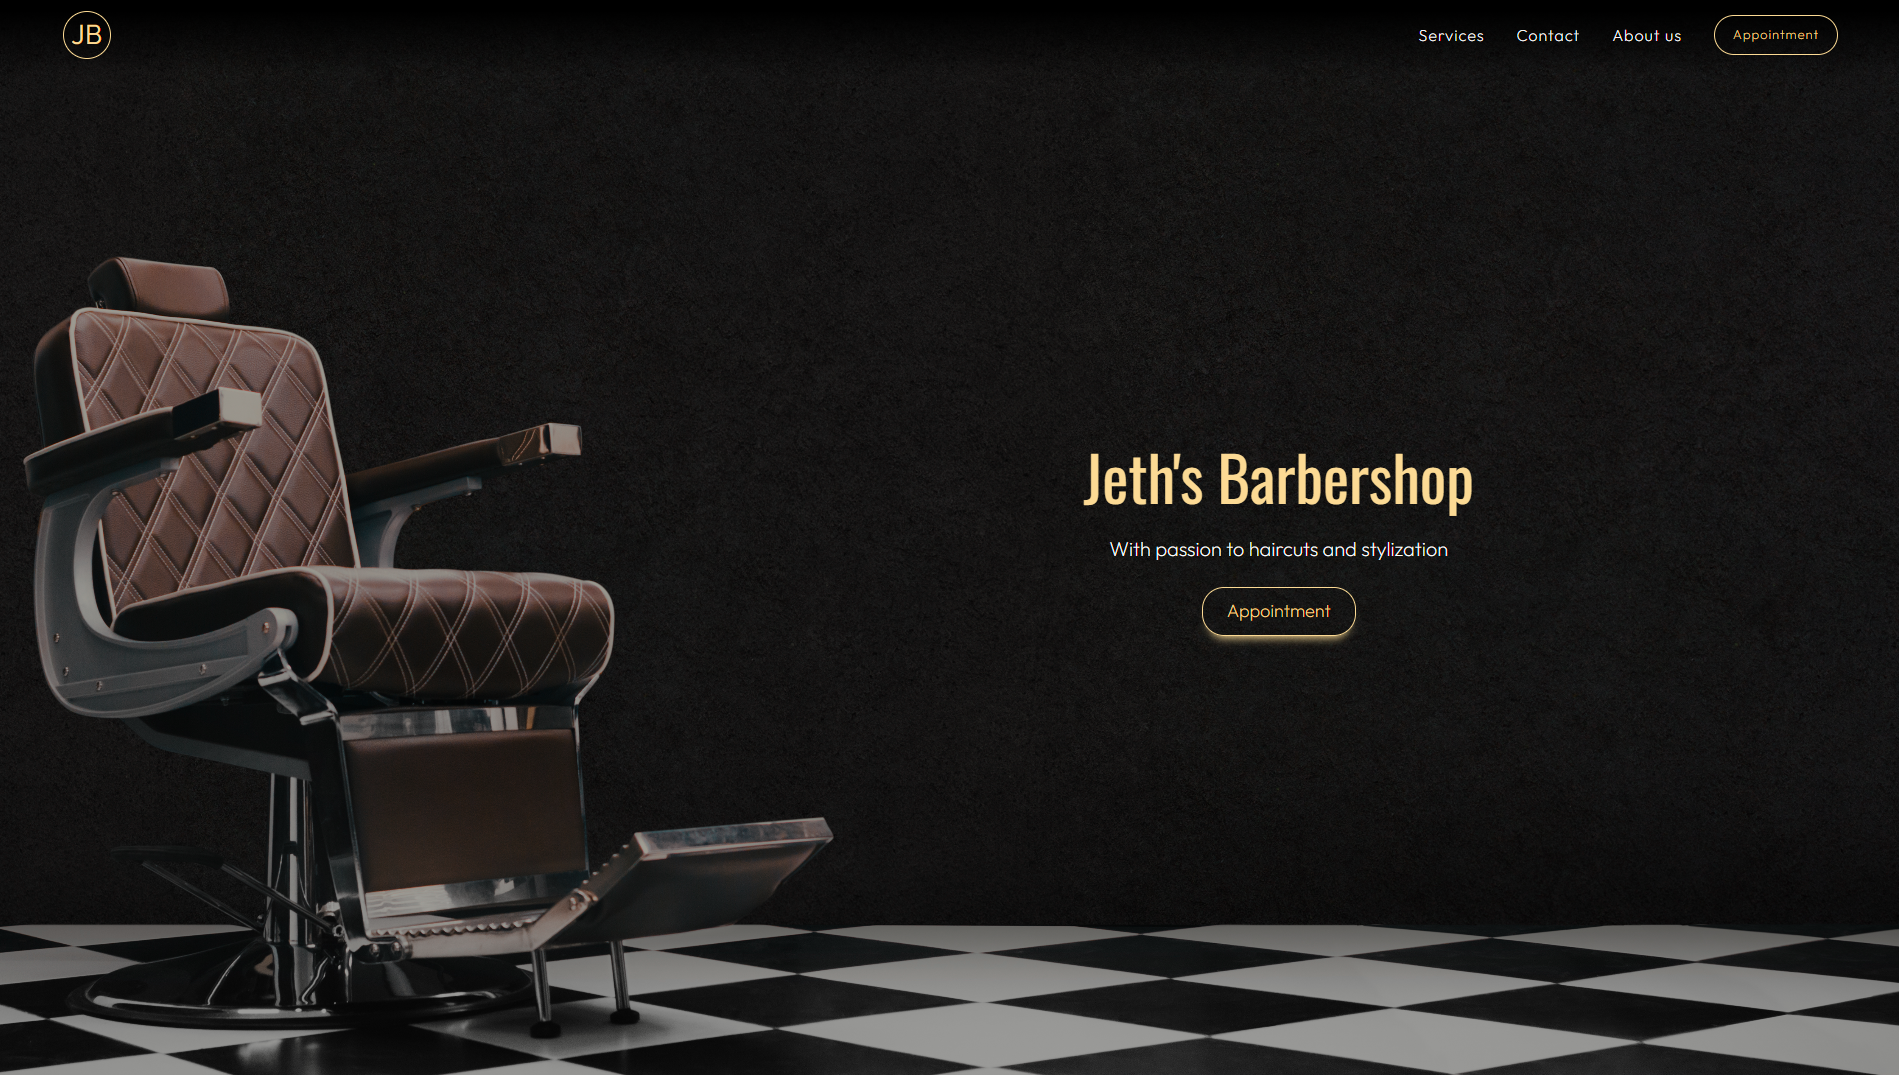 JB
Services
Contact
About us
Appointment
Jeth's Barbershop
With passion to haircuts and stylization
Appointment